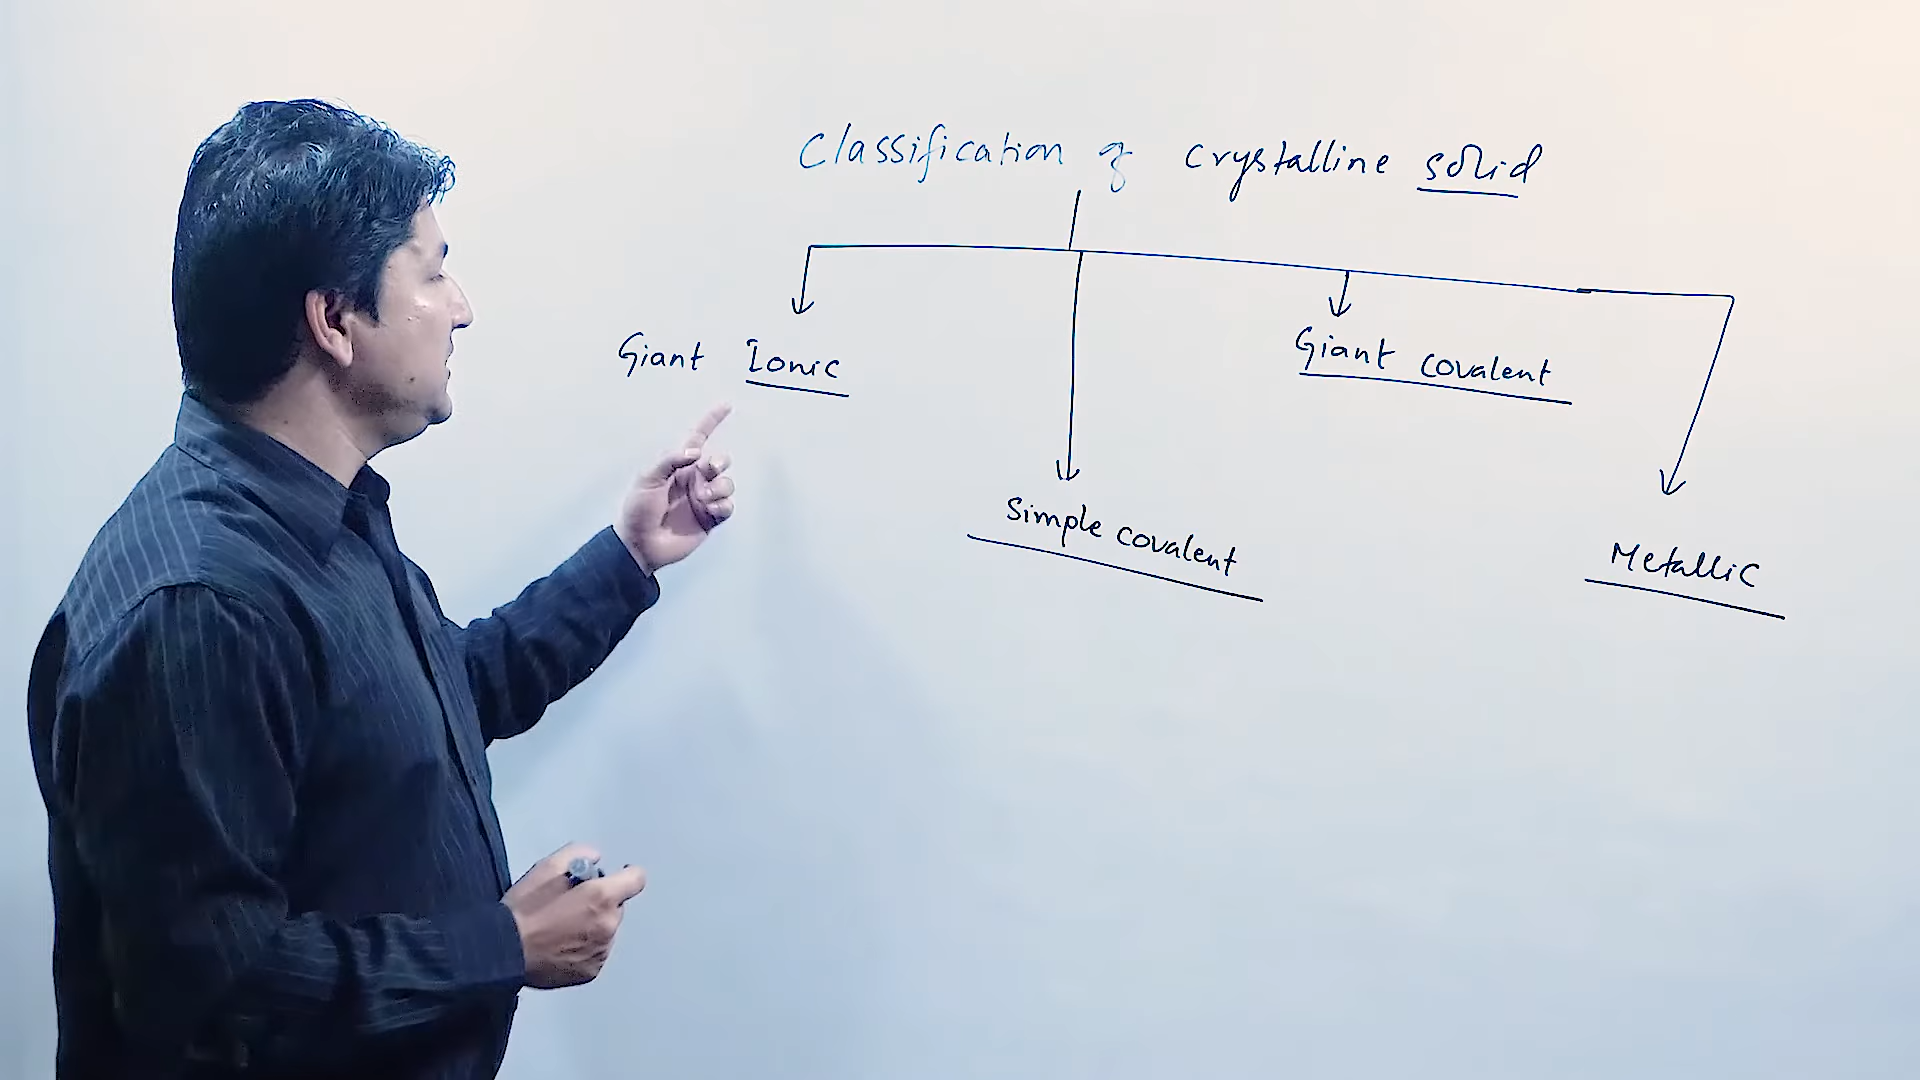 Classification of crystalline solid
Giant Ionic
Giant covalent
Simple covalent
Metallic